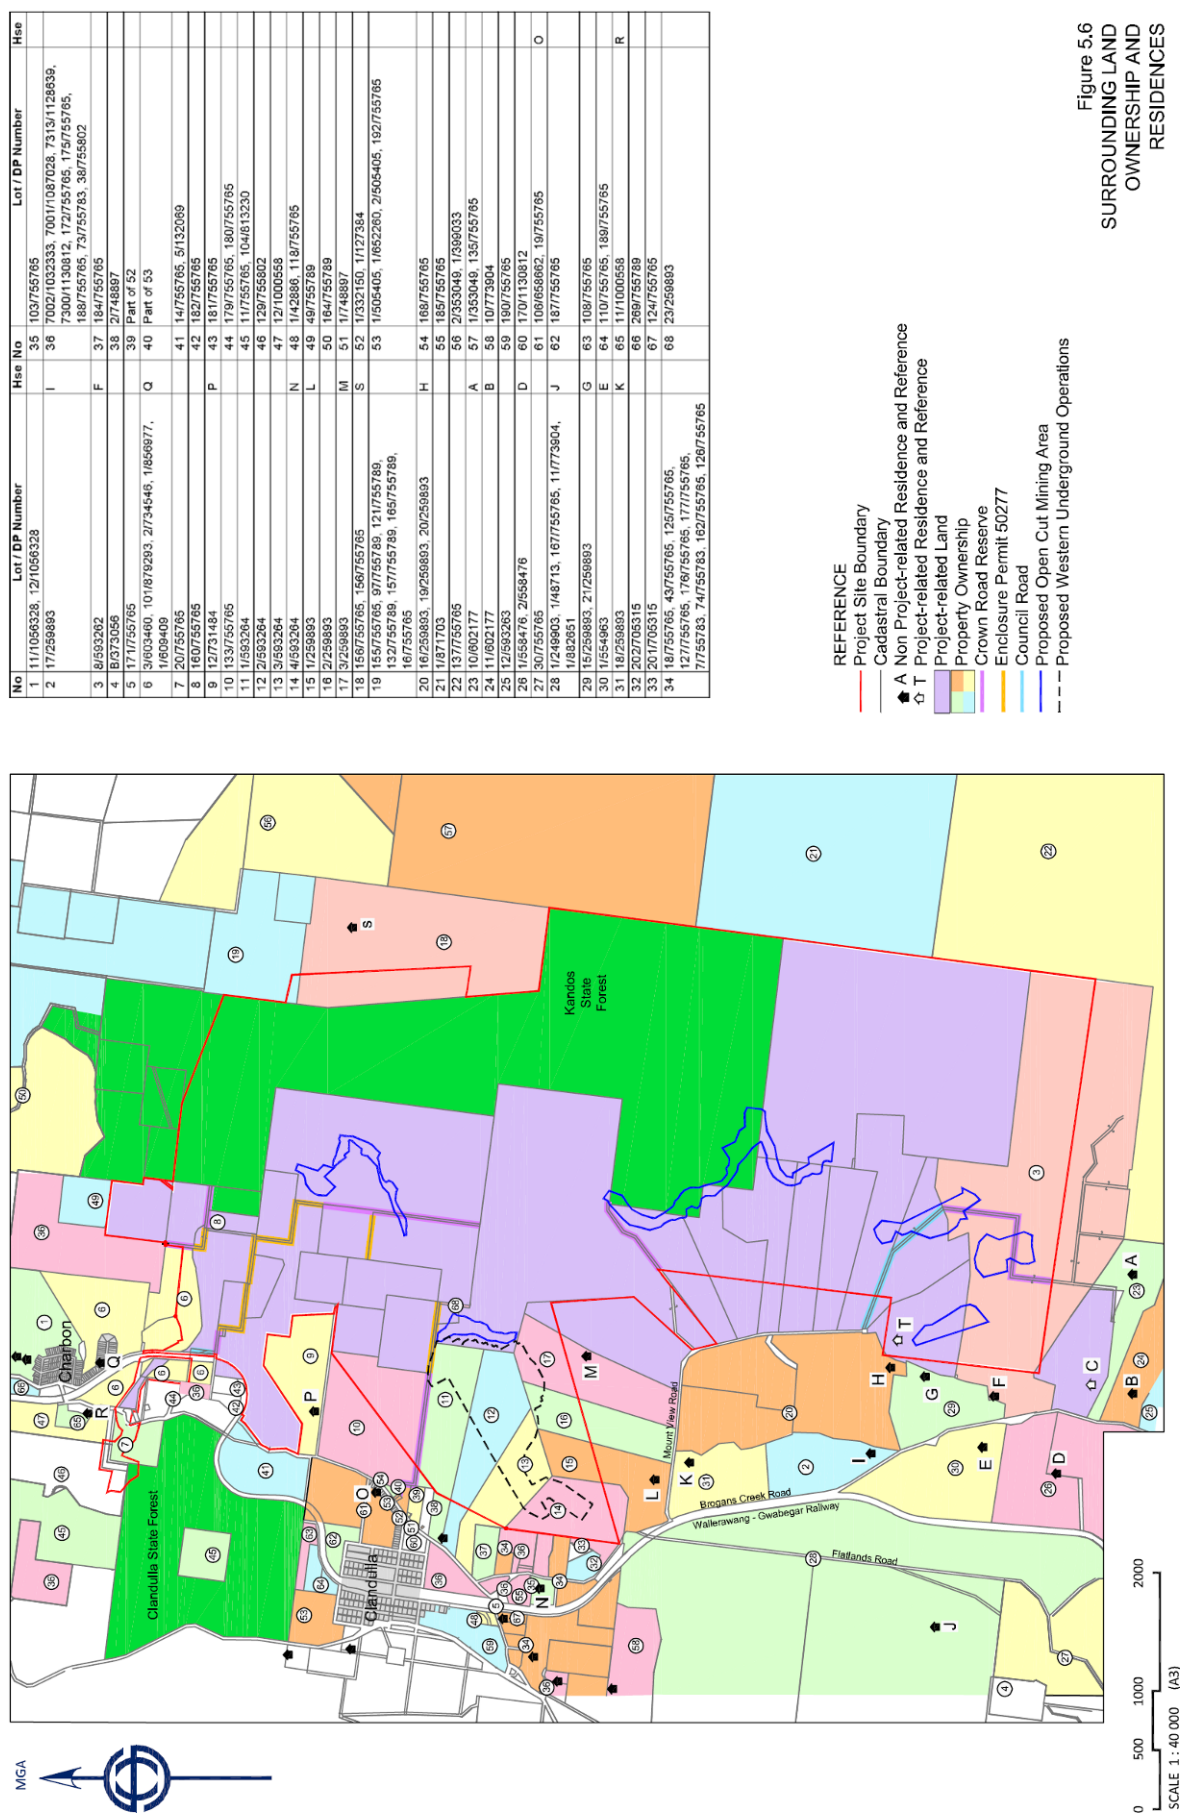 No Lot / DP Number Hse No Lot / DP Number Hse
1 11/1056328, 12/1056328
2 17/259893 I
3 8/593262 F
4 B/373056
5 171/755765
6 3/603460, 101/879293, 2/734546, 1/856977, Q
1/609409
7 20/755765
8 160/755765
9 12/731484 P
10 133/755765
11 1/593264
12 2/593264
13 3/593264
14 4/593264 N
15 1/259893 L
16 2/259893
17 3/259893 M
18 156/755765, 156/755765 S
19 155/755765, 97/755789, 121/755789,
132/755789, 157/755789, 165/755789,
16/755765
20 16/259893, 19/259893, 20/259893 H
21 1/871703
22 137/755765
23 10/602177 A
24 11/602177 B
25 12/593263
26 1/558476, 2/558476 D
27 30/755765
28 1/249903, 1/48713, 167/755765, 11/773904, J
1/882651
29 15/259893, 21/259893 G
30 1/554963 E
31 18/259893 K
32 202/705315
33 201/705315
34 18/755765, 43/755765, 125/755765,
127/755765, 176/755765, 177/755765,
7/755783, 74/755783, 162/755765, 126/755765
35 103/755765
36 7002/1032333, 7001/1087028, 7313/1128639,
7300/1130812, 172/755765, 175/755765,
188/755765, 73/755783, 38/755802
37 184/755765
38 2/748897
39 Part of 52
40 Part of 53
41 14/755765, 5/132069
42 182/755765
43 181/755765
44 179/755765, 180/755765
45 11/755765, 104/813230
46 129/755802
47 12/1000558
48 1/42886, 118/755765
49 49/755789
50 164/755789
51 1/748897
52 1/332150, 1/127384
53 1/505405, 1/652260, 2/505405, 192/755765
54 168/755765
55 185/755765
56 2/353049, 1/399033
57 1/353049, 135/755765
58 10/773904
59 190/755765
60 170/1130812
61 106/658662, 19/755765 O
62 187/755765
63 108/755765
64 110/755765, 189/755765
65 11/1000558 R
66 269/755789
67 124/755765
68 23/259893
REFERENCE
Project Site Boundary
Cadastral Boundary
A Non Project-related Residence and Reference
T Project-related Residence and Reference
Project-related Land
Property Ownership
Crown Road Reserve
Enclosure Permit 50277
Council Road
Proposed Open Cut Mining Area
Proposed Western Underground Operations
Figure 5.6
SURROUNDING LAND
OWNERSHIP AND
RESIDENCES
MGA
Charbon
Clandulla State Forest
Clandulla
Kandos
State
Forest
Mount View Road
Brogans Creek Road
Wallerawang - Gwabegar Railway
Flatlands Road
0 500 1000 2000
SCALE 1 : 40 000 (A3)